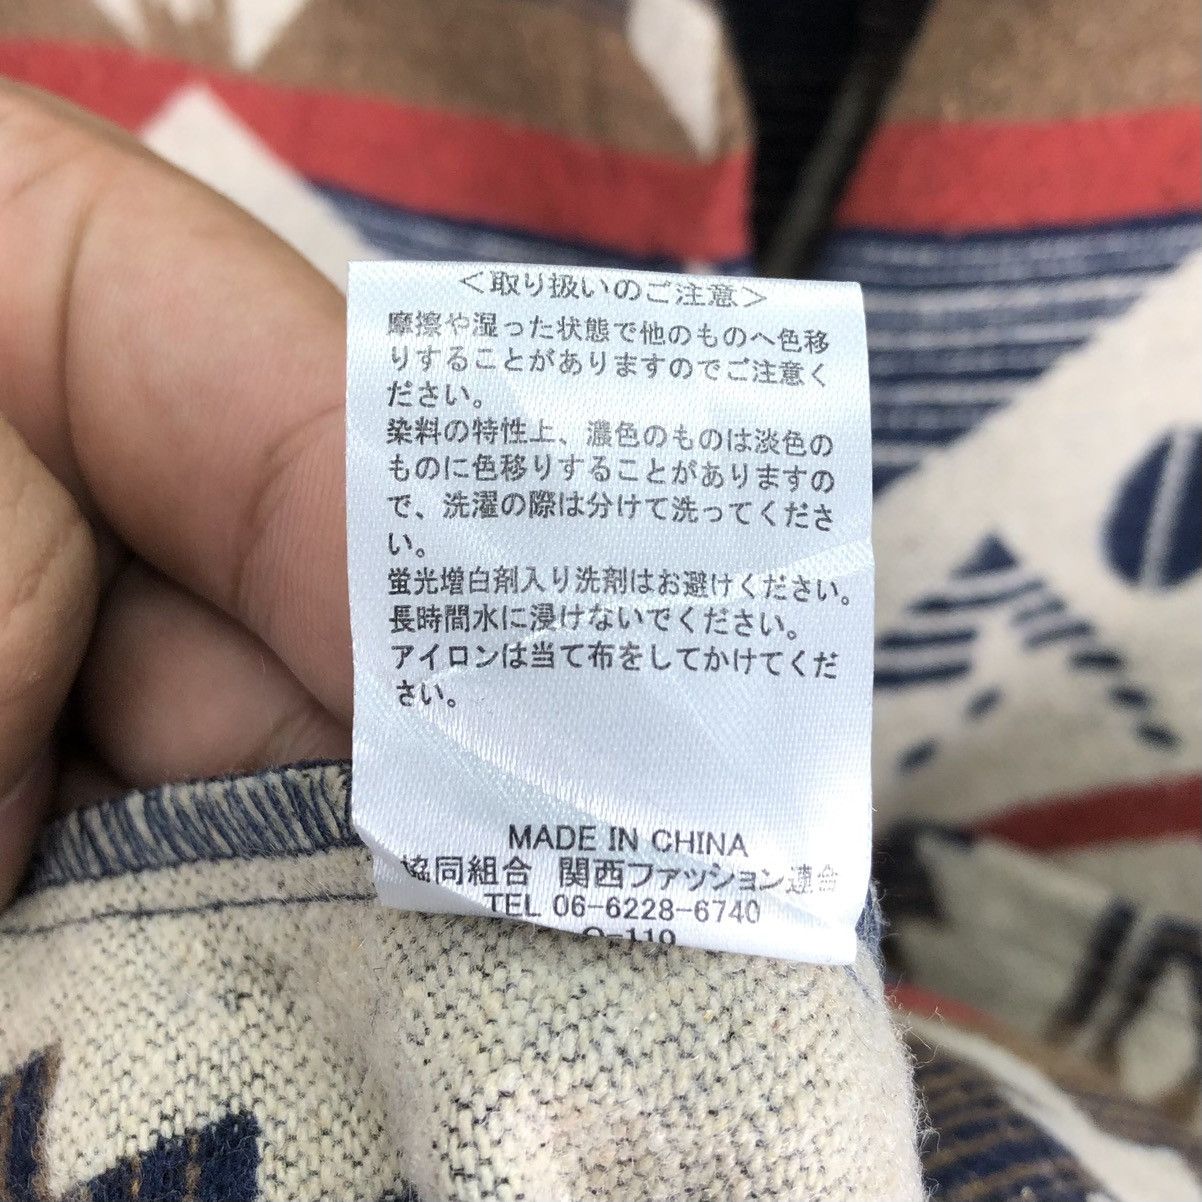 ＜取り扱いのご注意＞
摩擦や湿った状態で他のものへ色移
りすることがありますのでご注意く
ださい。
染料の特性上、濃色のものは淡色の
ものに色移りすることがありますの
で、洗濯の際は分けて洗ってくださ
い。
蛍光増白剤入り洗剤はお避けください。
長時間水に浸けないでください。
アイロンは当て布をしてかけてくだ
さい。
MADE IN CHINA
協同組合 関西ファッション連合
TEL 06-6228-6740